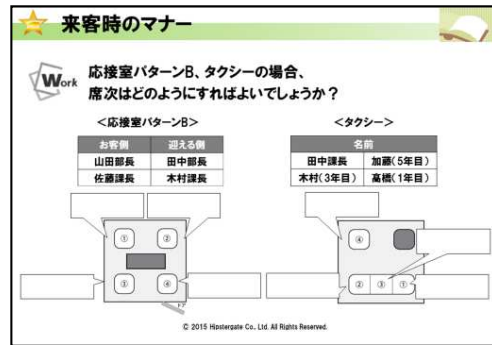 来客時のマナー
Work
応接室パターンB、タクシーの場合、
席次はどのようにすればよいでしょうか?
<応接室パターンB>
お客側 迎える側
山田部長 田中部長
佐藤課長 木村課長
① ②
③ ④
ドア
<タクシー>
名前
田中課長 加藤(5年目)
木村(3年目)高橋(1年目)
④
② ③ ①
© 2015 Hipstergate Co., Ltd. All Rights Reserved.